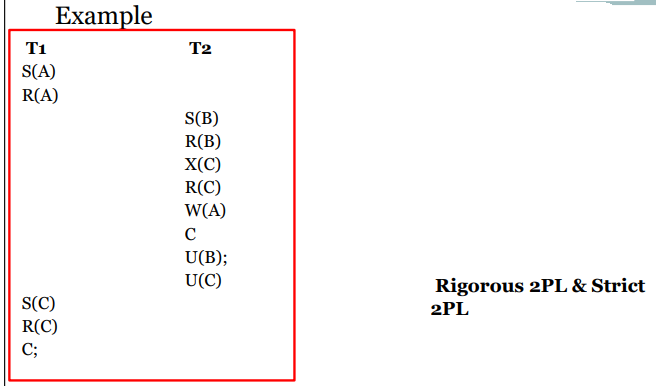 Example
T1 T2
S(A)
R(A)
S(B)
R(B)
X(C)
R(C)
W(A)
C
U(B);
U(C)
Rigorous 2PL & Strict
2PL
S(C)
R(C)
C;